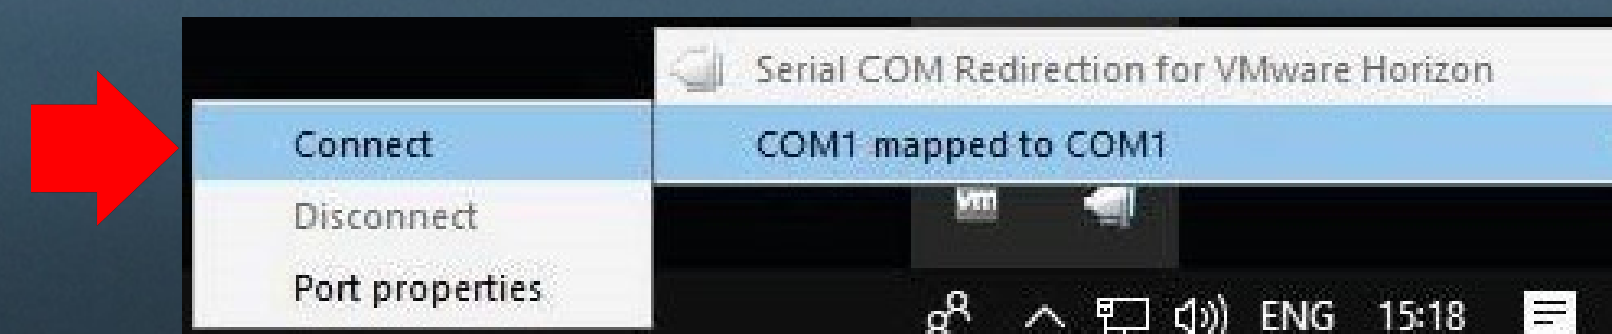 Serial COM Redirection for VMware Horizon
Connect
COM1 mapped to COM1
Disconnect
vm
Port properties
ENG 15:18